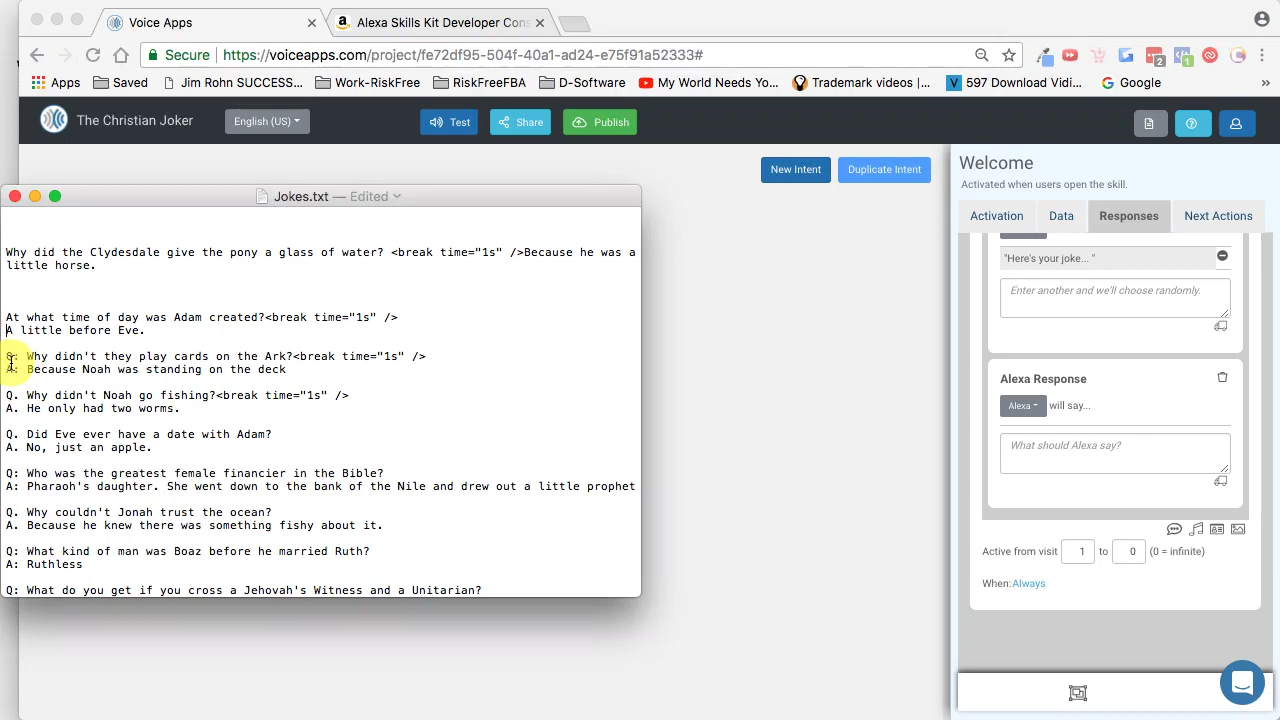 Voice Apps
Alexa Skills Kit Developer Cons
Secure
https://voiceapps.com/project/fe72df95-504f-40a1-ad24-e75f91a52333#
Apps
Saved
Jim Rohn SUCCESS...
Work-RiskFree
RiskFreeFBA
D-Software
My World Needs Yo...
Trademark videos |...
597 Download Vidi...
Google
»
The Christian Joker
English (US)
Test
Share
Publish
New Intent
Duplicate Intent
Jokes.txt — Edited
Why did the Clydesdale give the pony a glass of water? <break time="1s" />Because he was a
little horse.
At what time of day was Adam created?<break time="1s" />
A little before Eve.
Q: Why didn't they play cards on the Ark?<break time="1s" />
A: Because Noah was standing on the deck
Q. Why didn't Noah go fishing?<break time="1s" />
A. He only had two worms.
Q. Did Eve ever have a date with Adam?
A. No, just an apple.
Q: Who was the greatest female financier in the Bible?
A: Pharaoh's daughter. She went down to the bank of the Nile and drew out a little prophet
Q. Why couldn't Jonah trust the ocean?
A. Because he knew there was something fishy about it.
Q: What kind of man was Boaz before he married Ruth?
A: Ruthless
Q: What do you get if you cross a Jehovah's Witness and a Unitarian?
Welcome
Activated when users open the skill.
Activation
Data
Responses
Next Actions
"Here's your joke... "
Enter another and we'll choose randomly.
Alexa Response
Alexa
will say...
What should Alexa say?
Active from visit 1 to 0 (0 = infinite)
When: Always